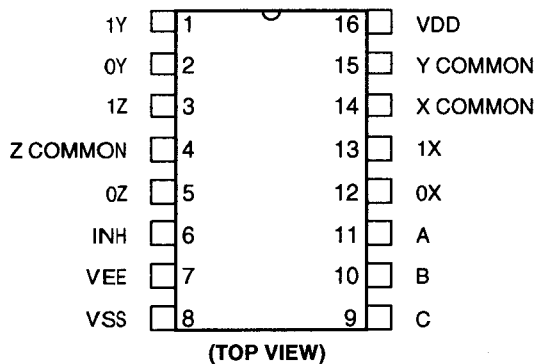 1Y 1 16 VDD
0Y 2 15 Y COMMON
1Z 3 14 X COMMON
Z COMMON 4 13 1X
0Z 5 12 0X
INH 6 11 A
VEE 7 10 B
VSS 8 9 C
(TOP VIEW)